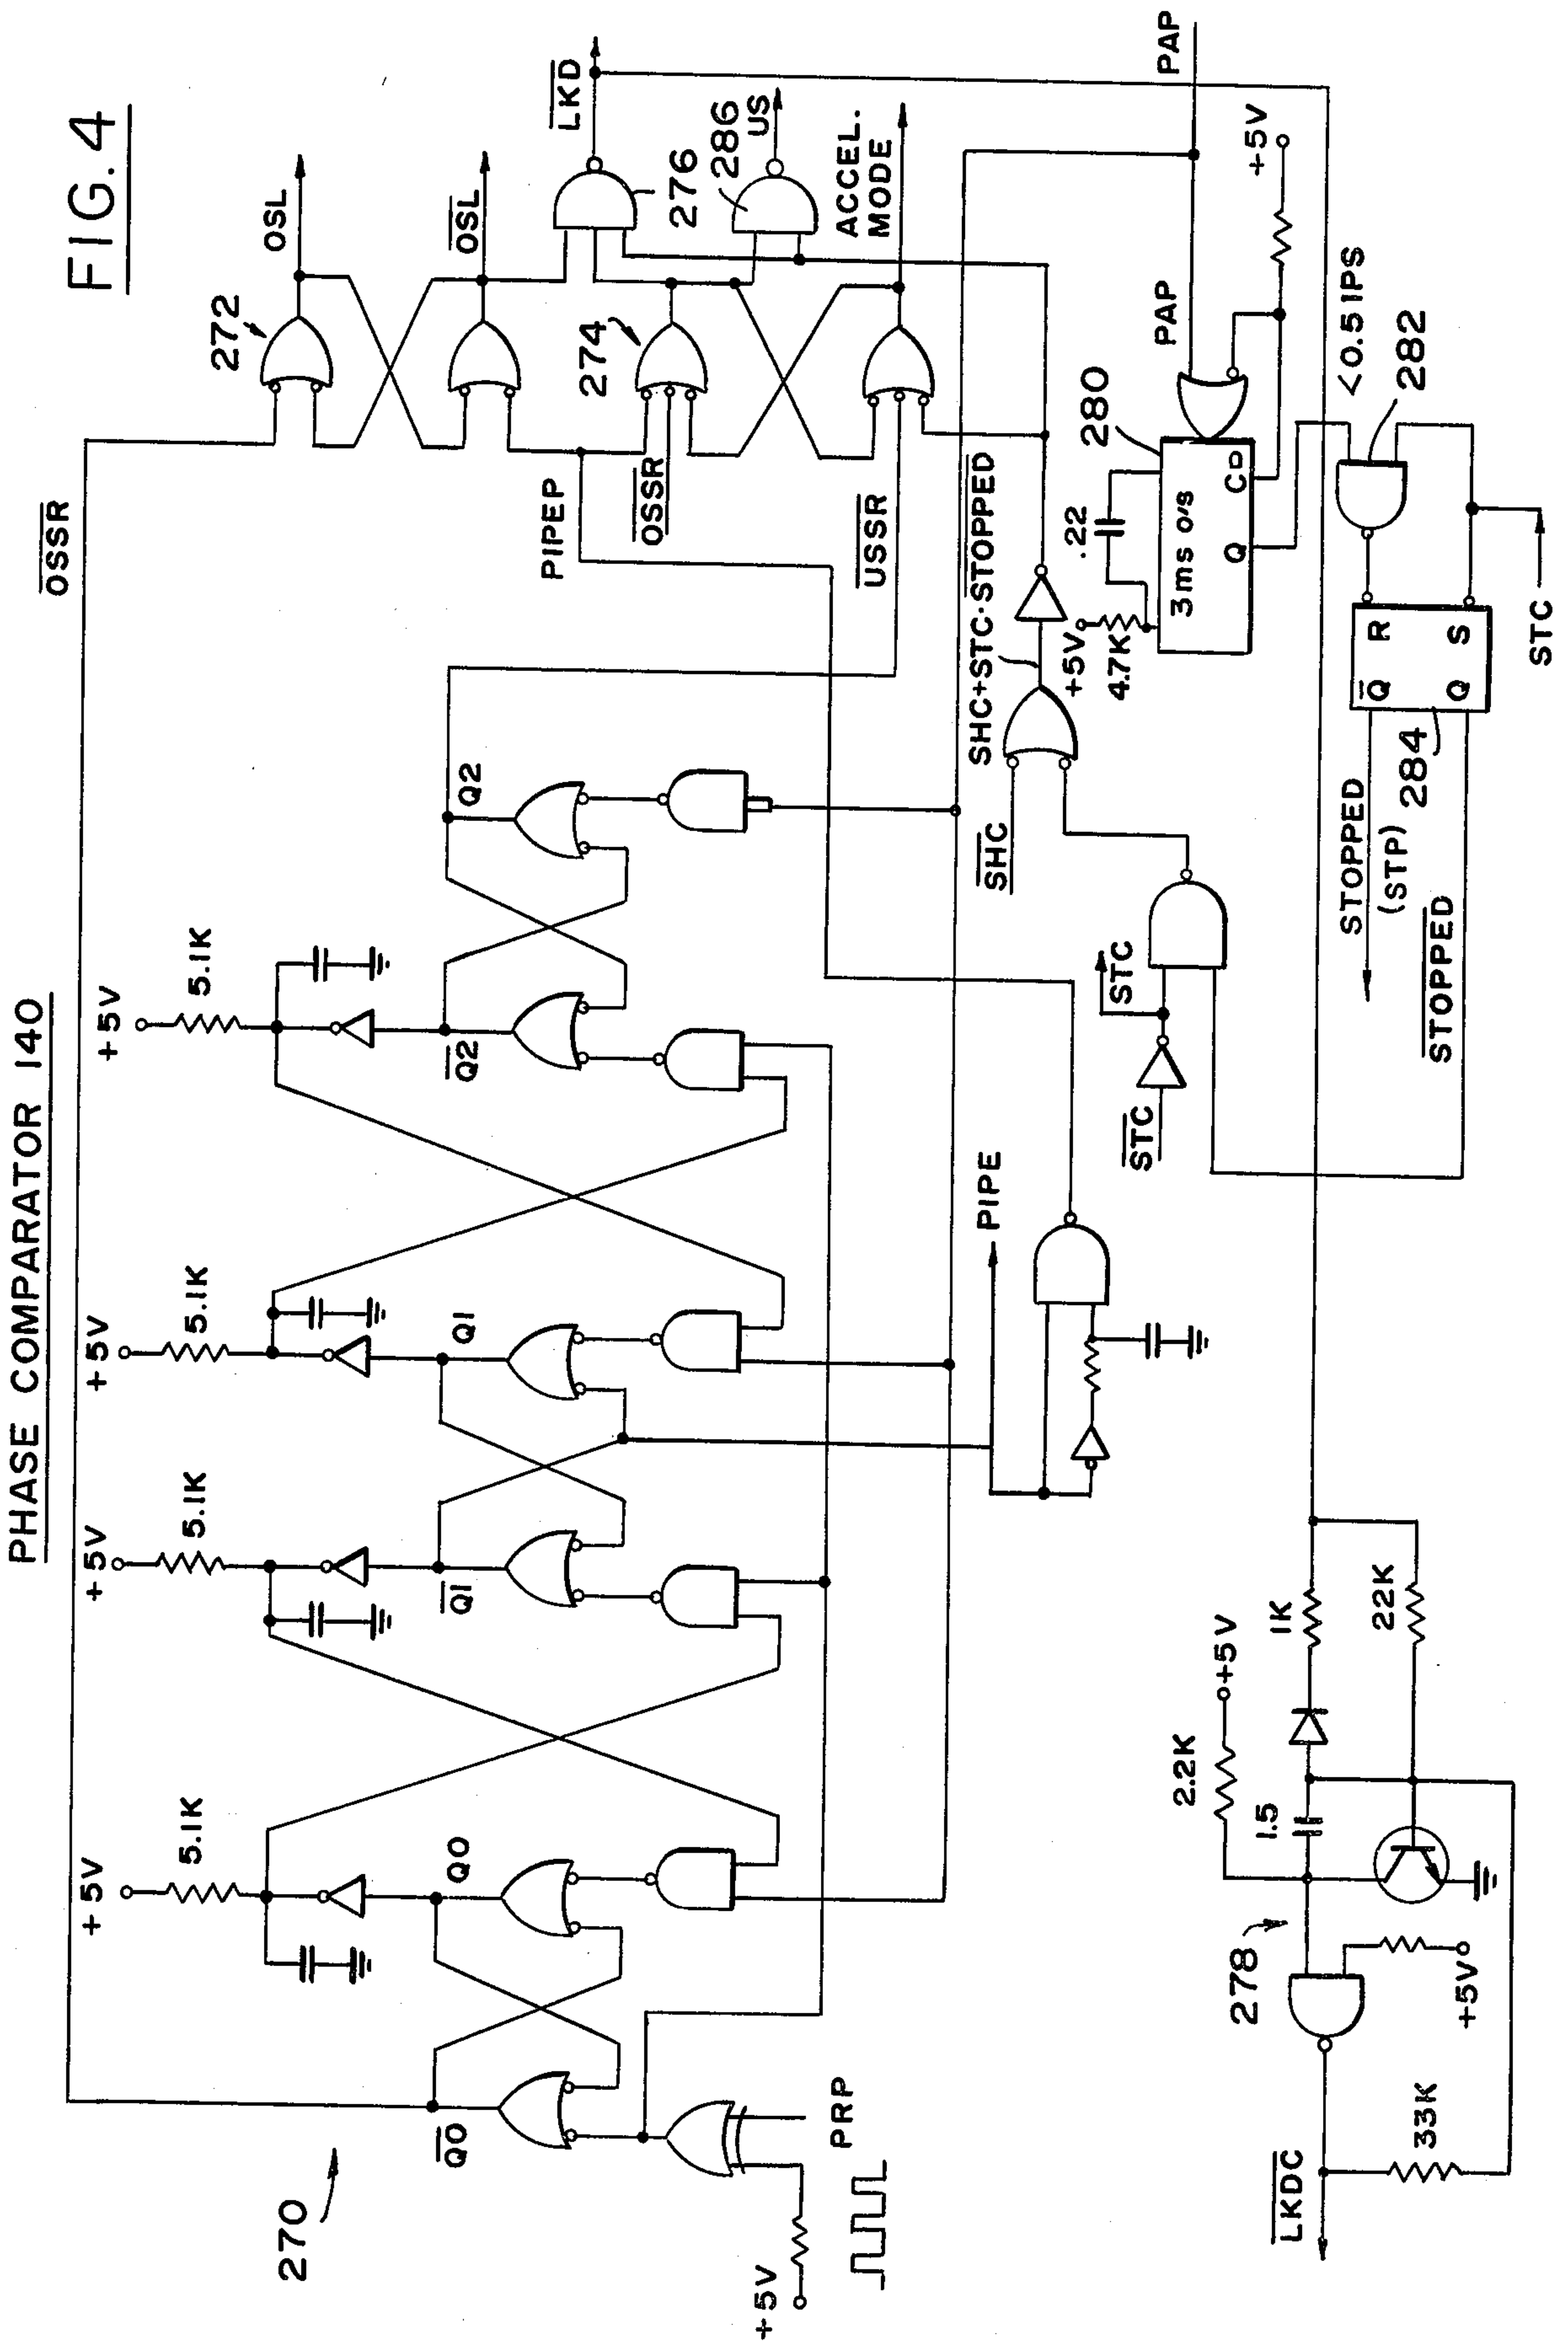 FIG. 4
PHASE COMPARATOR 140
OSSR
272
OSL
OSL
LKD
276
286
US
274
ACCEL.
MODE
PIPEP
OSSR
USSR
+5V
5.1K
+5V
5.1K
+5V
5.1K
+5V
5.1K
Q0
Q0
Q1
Q1
Q2
Q2
270
+5V
PRP
PIPE
SHC+STC·STOPPED
SHC
STC
STC
+5V
4.7K
.22
280
3ms o's
CD
Q
PAP
PAP
+5V
<0.5 IPS
282
R
S
Q
Q
284
STC
STOPPED
(STP)
STOPPED
1K
22K
+5V
2.2K
1.5
278
+5V
33K
LKDC